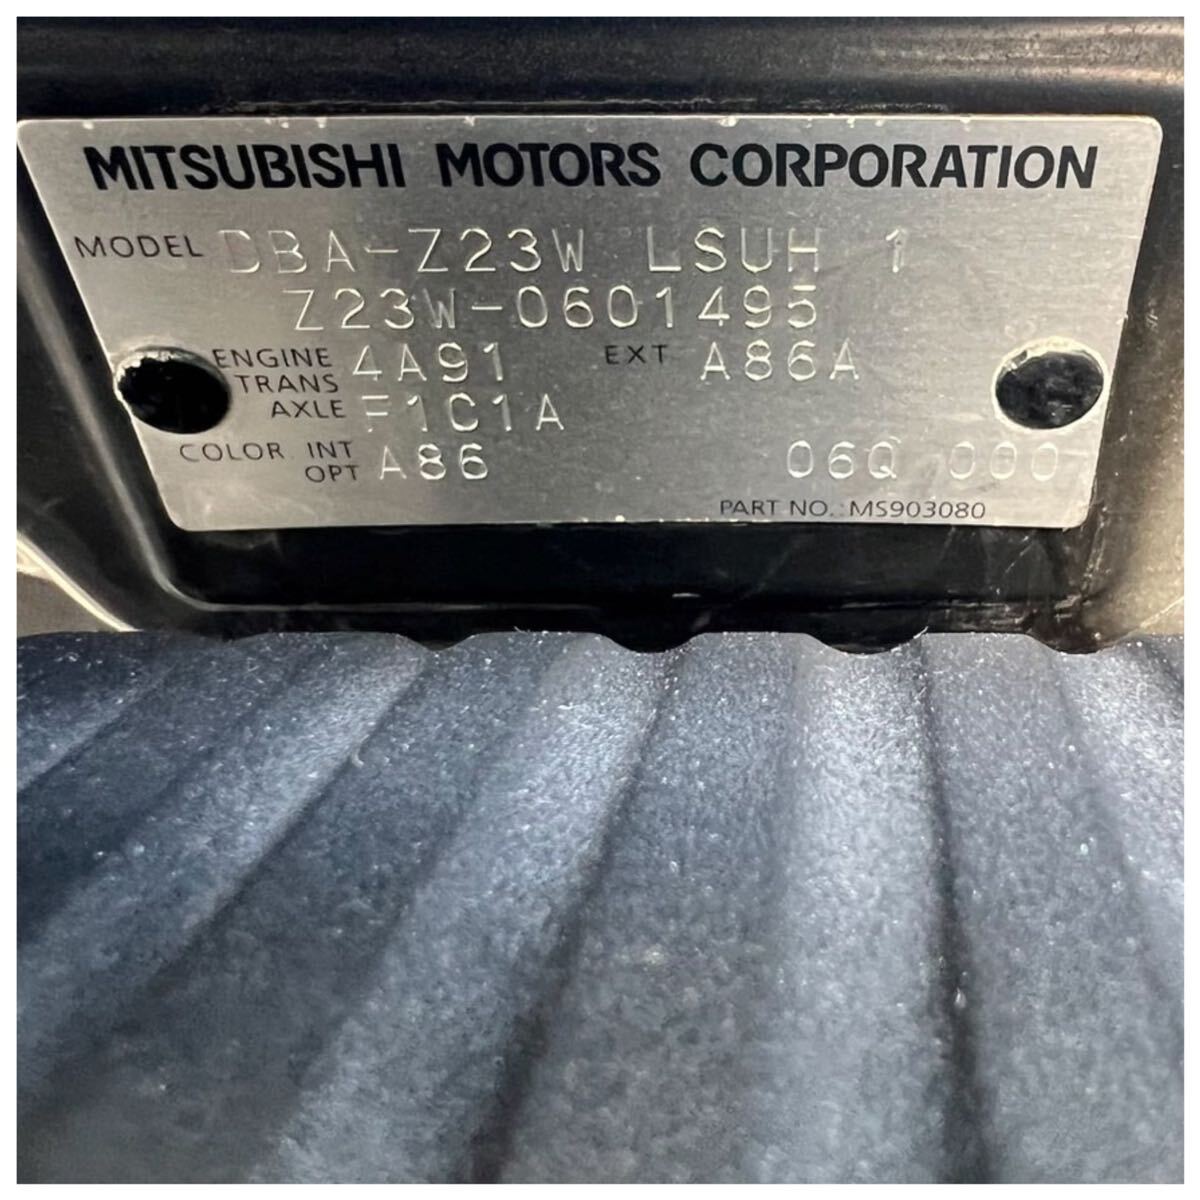 MITSUBISHI MOTORS CORPORATION
MODEL DBA-Z23W LSUH 1
Z23W-0601495
ENGINE 4A91 EXT A86A
TRANS
AXLE F1C1A
COLOR INT
OPT A86 06Q 000
PART NO.:MS903080